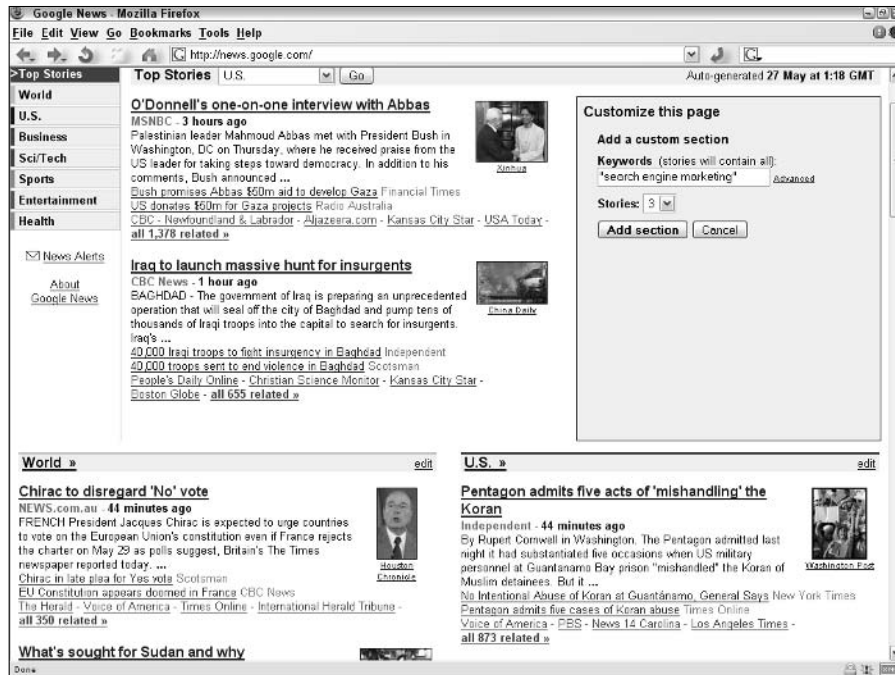 Google News - Mozilla Firefox
File Edit View Go Bookmarks Tools Help
http://news.google.com/
G
>Top Stories
World
U.S.
Business
Sci/Tech
Sports
Entertainment
Health
News Alerts
About
Google News
Top Stories U.S. Go
Auto-generated 27 May at 1:18 GMT
O'Donnell's one-on-one interview with Abbas
MSNBC - 3 hours ago
Palestinian leader Mahmoud Abbas met with President Bush in
Washington, DC on Thursday, where he received praise from the
US leader for taking steps toward democracy. In addition to his
comments, Bush announced ...
Bush promises Abbas $50m aid to develop Gaza Financial Times
US donates $50m for Gaza projects Radio Australia
CBC - Newfoundland & Labrador - Aljazeera.com - Kansas City Star - USA Today -
all 1,378 related »
Xinhua
Iraq to launch massive hunt for insurgents
CBC News - 1 hour ago
BAGHDAD - The government of Iraq is preparing an unprecedented
operation that will seal off the city of Baghdad and pump tens of
thousands of Iraqi troops into the capital to search for insurgents.
Iraq's ...
40,000 Iraqi troops to fight insurgency in Baghdad Independent
40,000 troops sent to end violence in Baghdad Scotsman
People's Daily Online - Christian Science Monitor - Kansas City Star -
Boston Globe - all 655 related »
China Daily
Customize this page
Add a custom section
Keywords (stories will contain all):
"search engine marketing" Advanced
Stories: 3
Add section Cancel
World » edit
Chirac to disregard 'No' vote
NEWS.com.au - 44 minutes ago
FRENCH President Jacques Chirac is expected to urge countries
to vote on the European Union's constitution even if France rejects
the charter on May 29 as polls suggest, Britain's The Times
newspaper reported
today. ...
Chirac in late plea for Yes vote Scotsman
EU Constitution appears doomed in France CBC News
The Herald - Voice of America - Times Online - International Herald Tribune -
all 350 related »
Houston
Chronicle
What's sought for Sudan and why
U.S. » edit
Pentagon admits five acts of 'mishandling' the
Koran
Independent - 44 minutes ago
By Rupert Cornwell in Washington. The Pentagon admitted last
night it had substantiated five occasions when US military
personnel at Guantanamo Bay prison "mishandled" the Koran of
Muslim detainees. But it ...
No Intentional Abuse of Koran at Guantánamo, General Says New York Times
Pentagon admits five cases of Koran abuse Times Online
Voice of America - PBS - News 14 Carolina - Los Angeles Times -
all 873 related »
Washington Post
Done